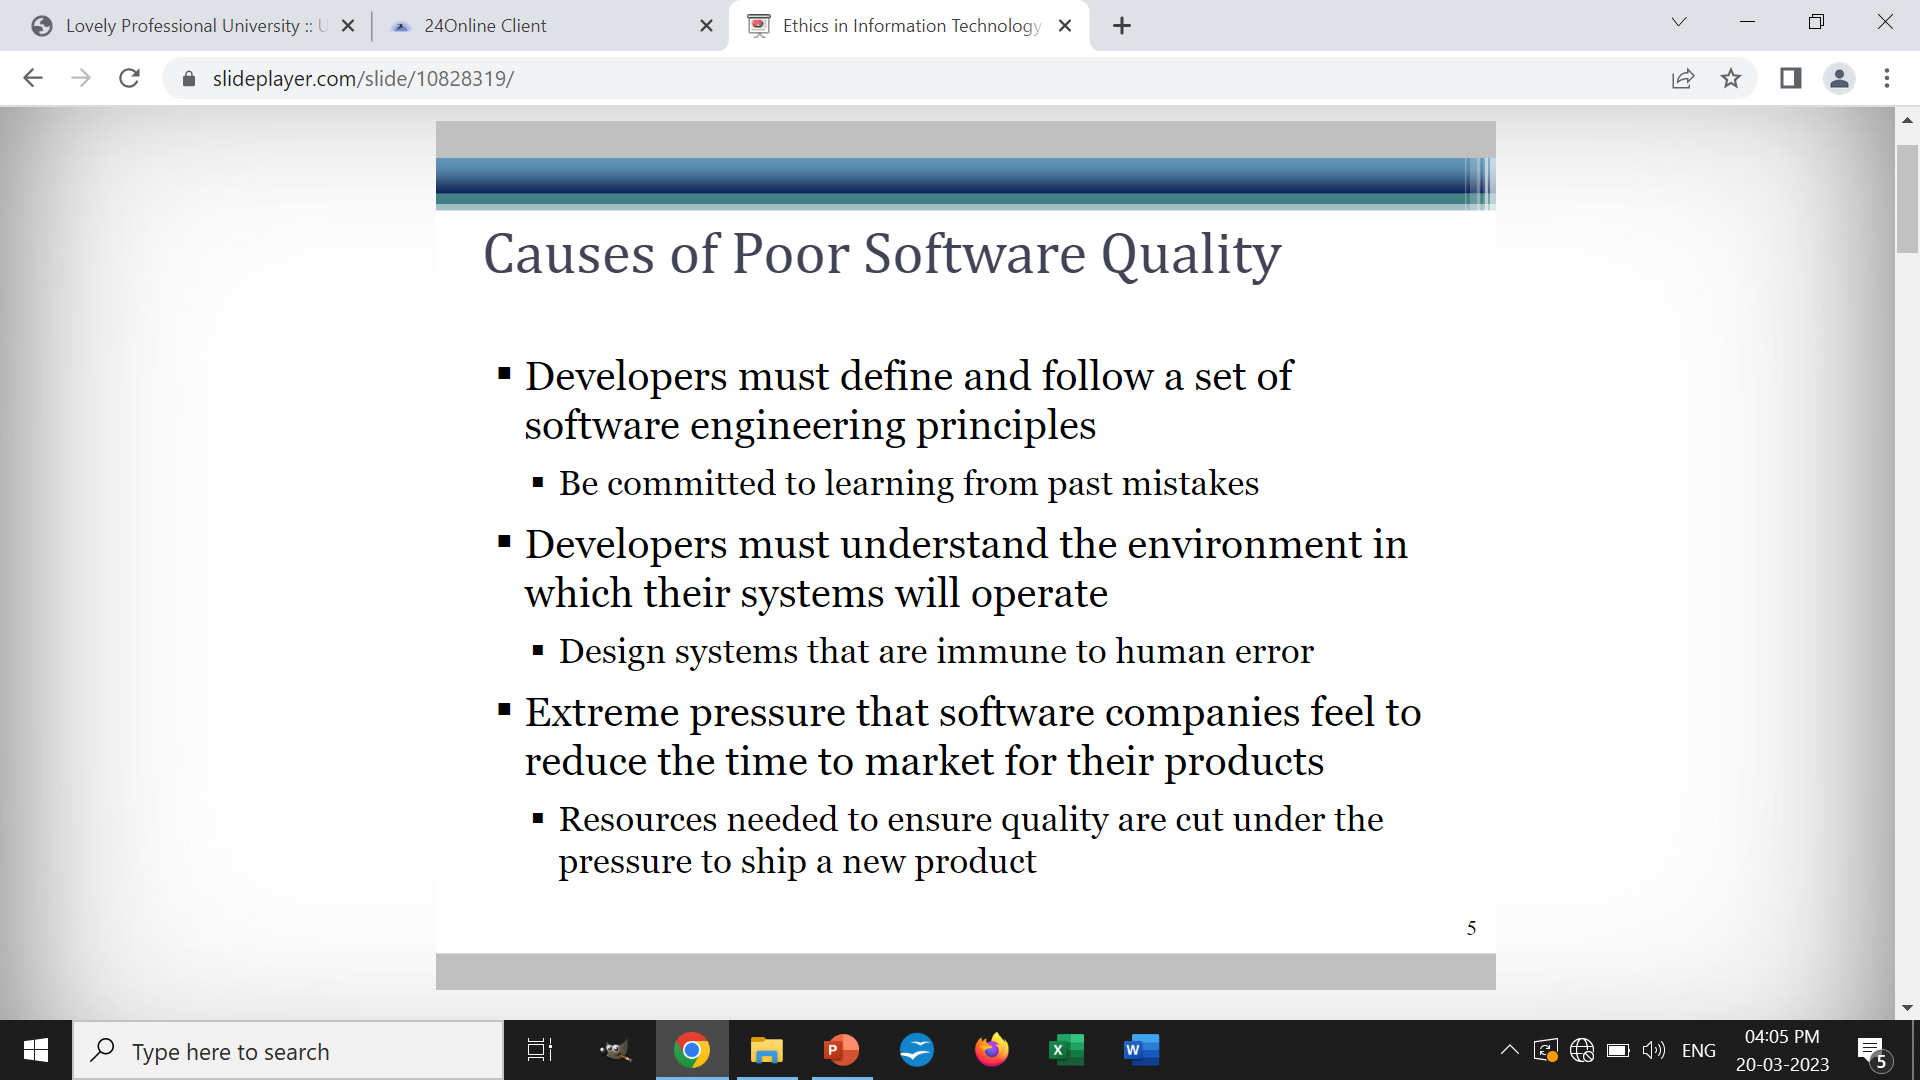 Lovely Professional University :: U
24Online Client
Ethics in Information Technology
slideplayer.com/slide/10828319/
Causes of Poor Software Quality
Developers must define and follow a set of
software engineering principles
Be committed to learning from past mistakes
Developers must understand the environment in
which their systems will operate
Design systems that are immune to human error
Extreme pressure that software companies feel to
reduce the time to market for their products
Resources needed to ensure quality are cut under the
pressure to ship a new product
5
Type here to search
P
X
W
ENG
04:05 PM
20-03-2023
5